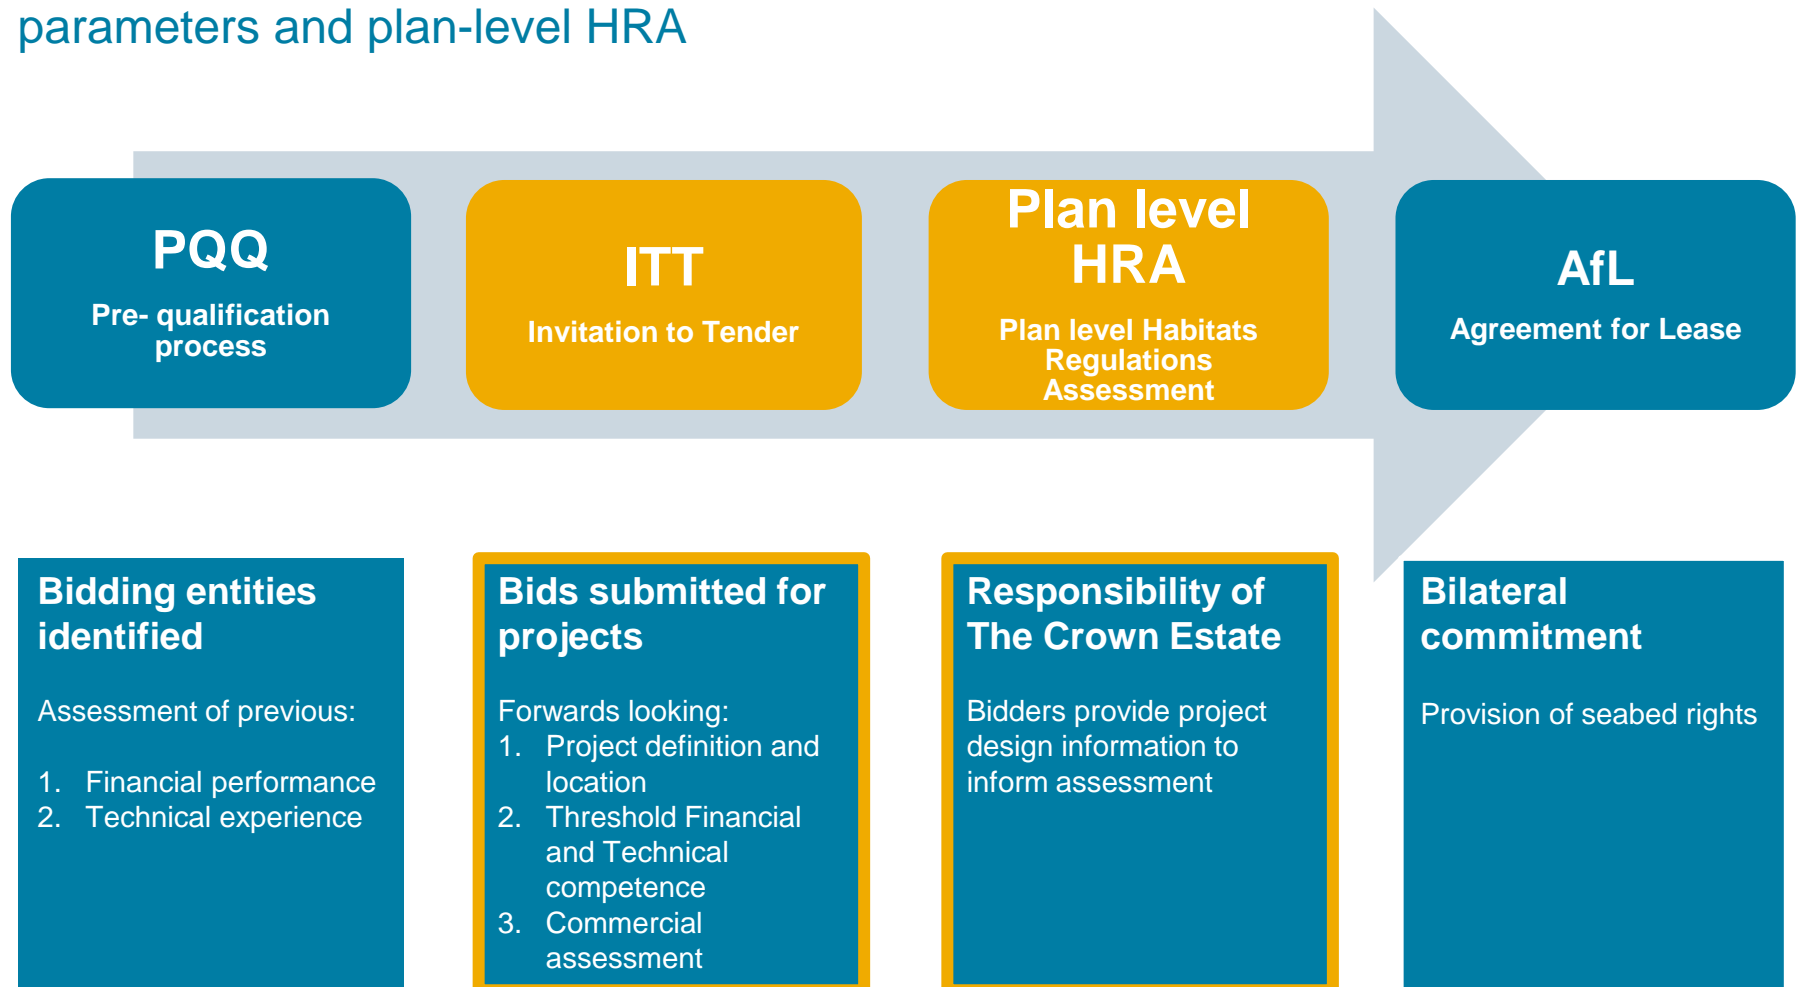 parameters and plan-level HRA
PQQ
Pre- qualification
process
ITT
Invitation to Tender
Plan level
HRA
Plan level Habitats
Regulations
Assessment
AfL
Agreement for Lease
Bidding entities
identified
Assessment of previous:
1. Financial performance
2. Technical experience
Bids submitted for
projects
Forwards looking:
1. Project definition and
location
2. Threshold Financial
and Technical
competence
3. Commercial
assessment
Responsibility of
The Crown Estate
Bidders provide project
design information to
inform assessment
Bilateral
commitment
Provision of seabed rights